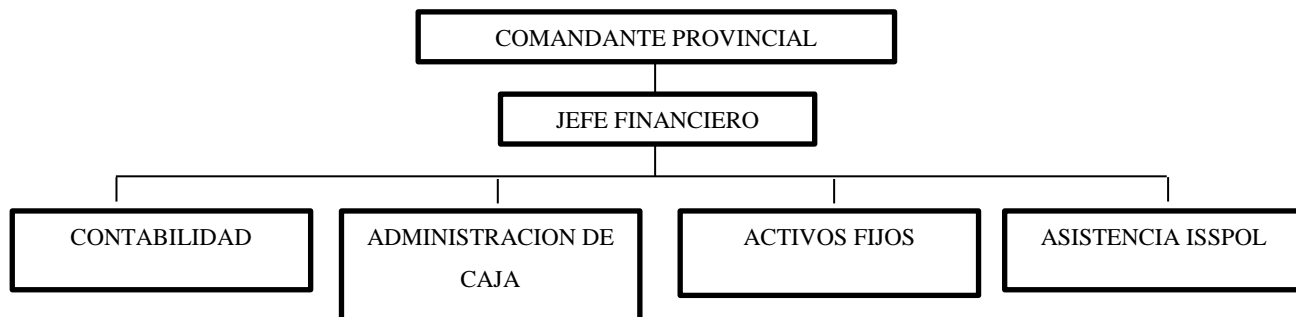 COMANDANTE PROVINCIAL
JEFE FINANCIERO
CONTABILIDAD
ADMINISTRACION DE
CAJA
ACTIVOS FIJOS
ASISTENCIA ISSPOL